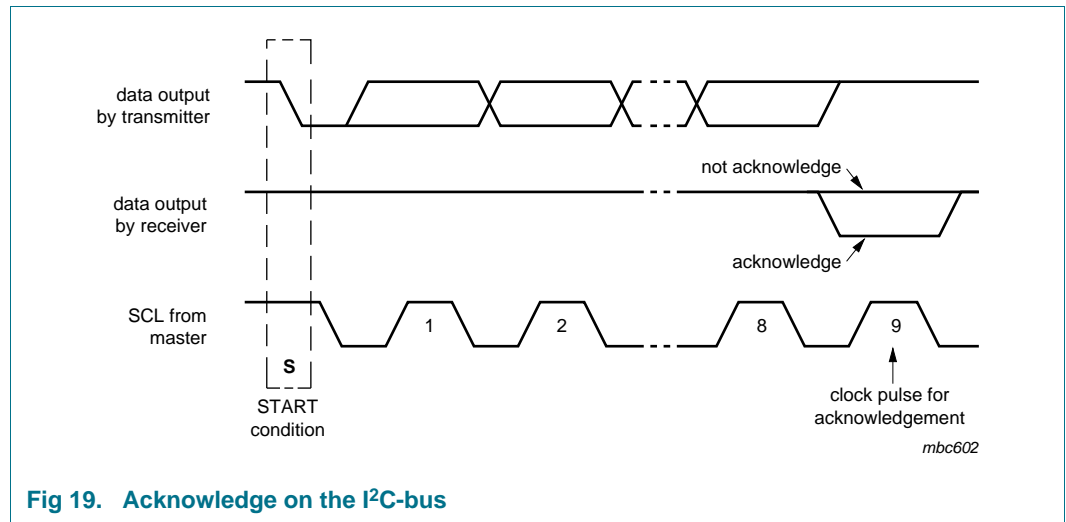 data output
by transmitter
not acknowledge
data output
by receiver
acknowledge
SCL from
master
1
2
8
9
S
START
condition
clock pulse for
acknowledgement
mbc602
Fig 19. Acknowledge on the I²C-bus